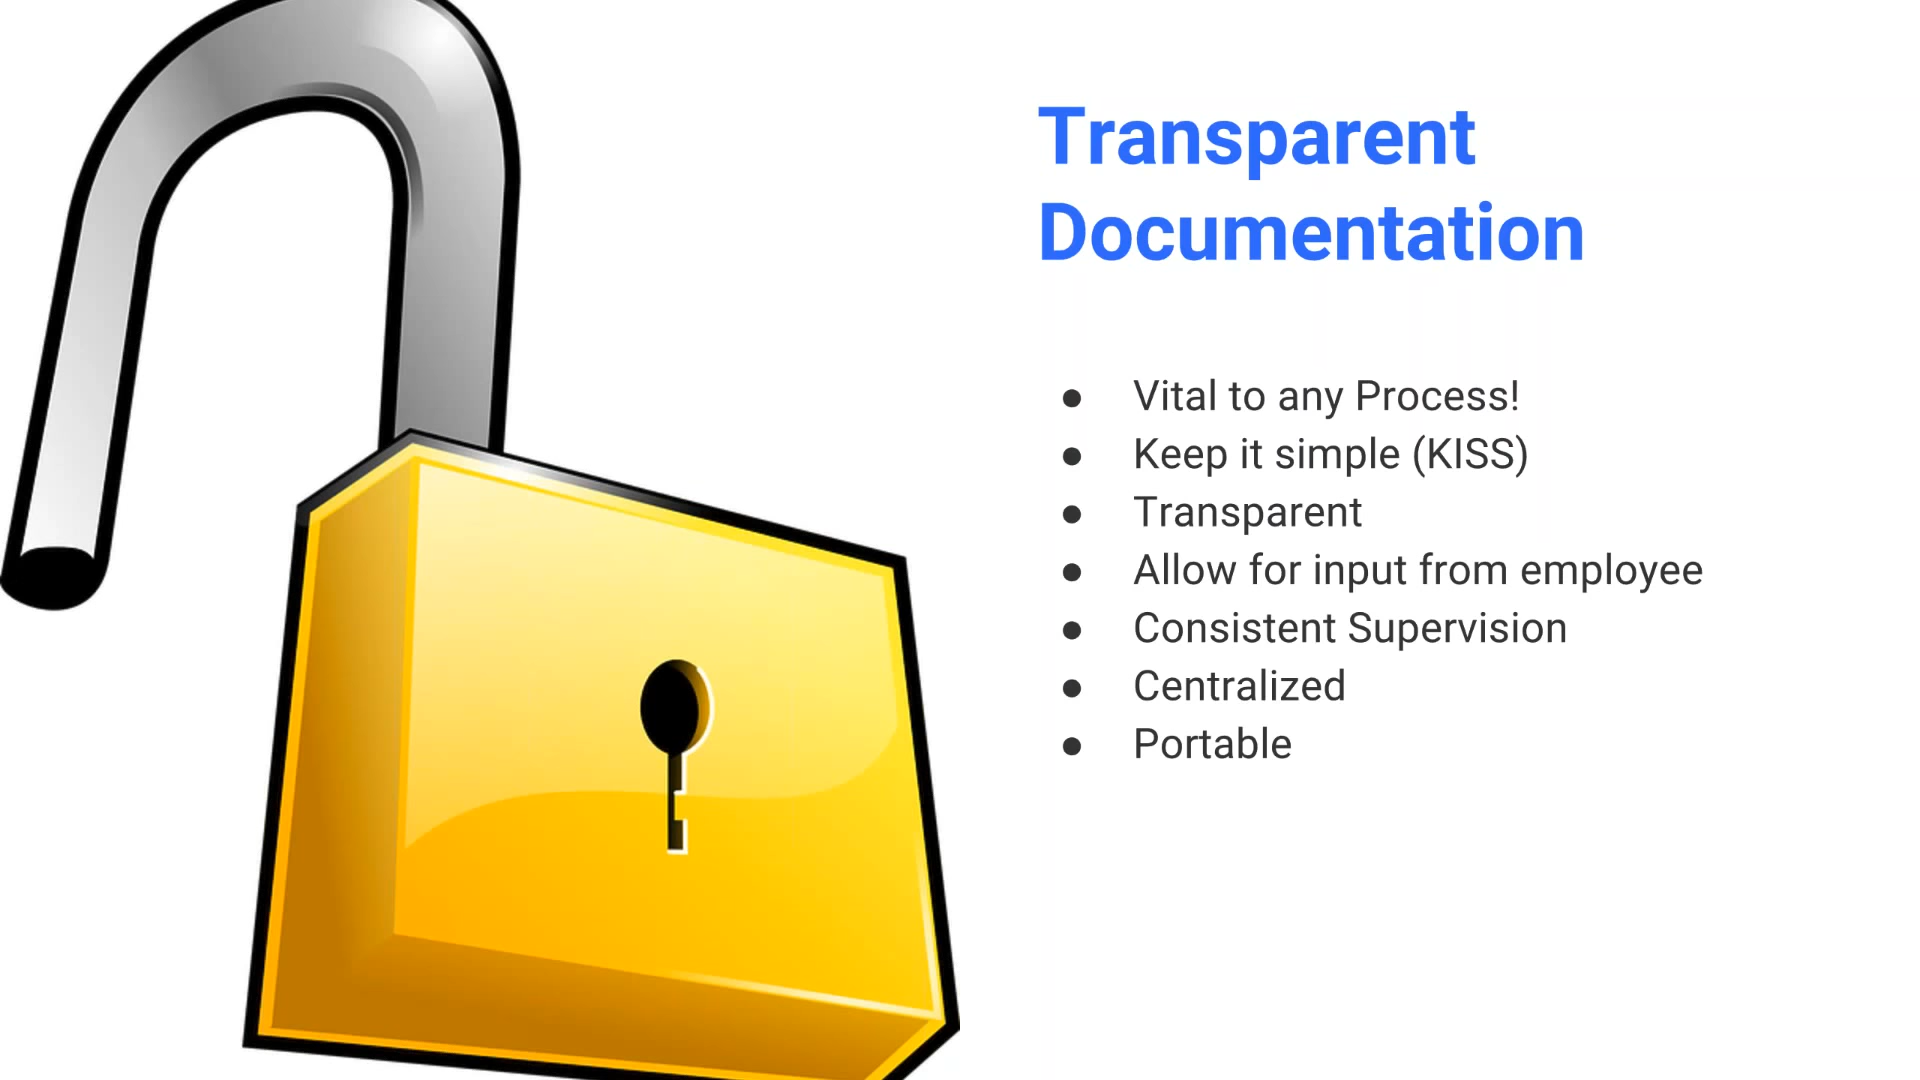 Transparent
Documentation
● Vital to any Process!
● Keep it simple (KISS)
● Transparent
● Allow for input from employee
● Consistent Supervision
● Centralized
● Portable